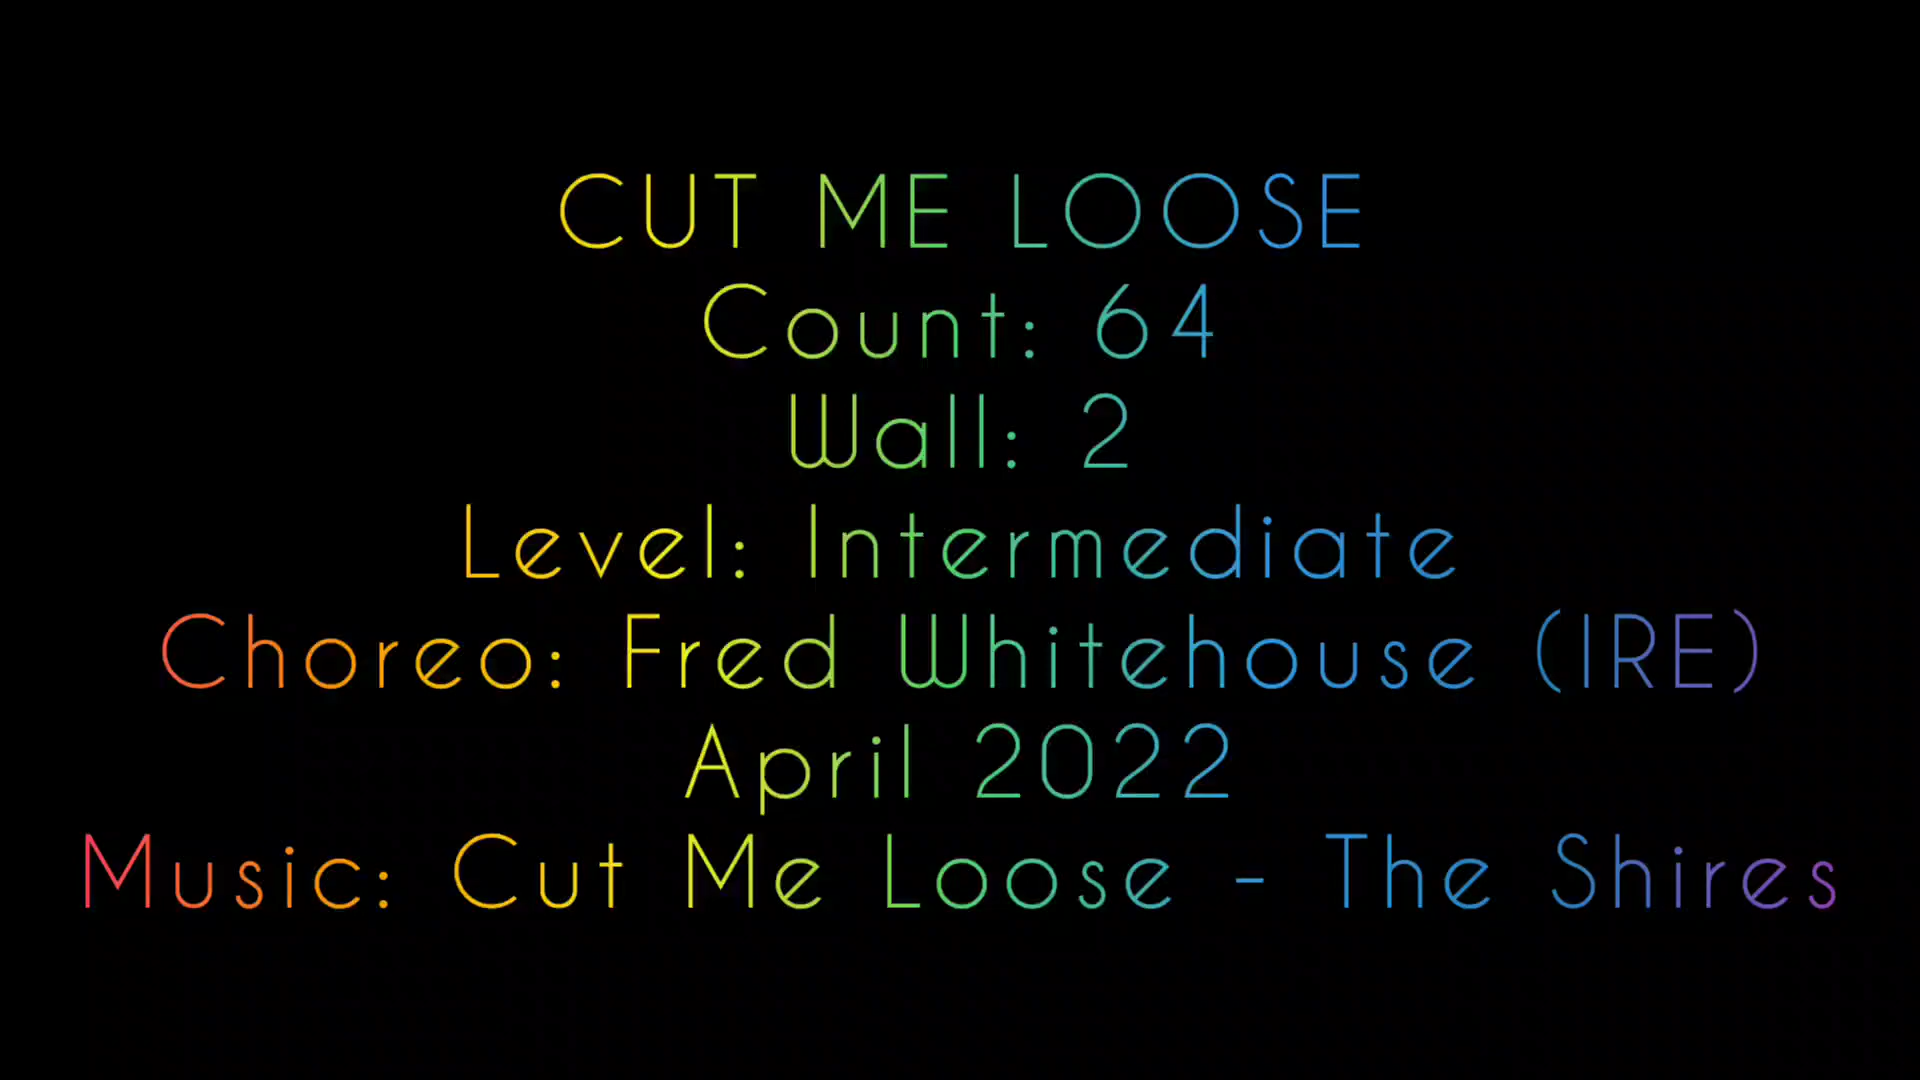 CUT ME LOOSE
Count: 64
Wall: 2
Level: Intermediate
Choreo: Fred Whitehouse (IRE)
April 2022
Music: Cut Me Loose - The Shires